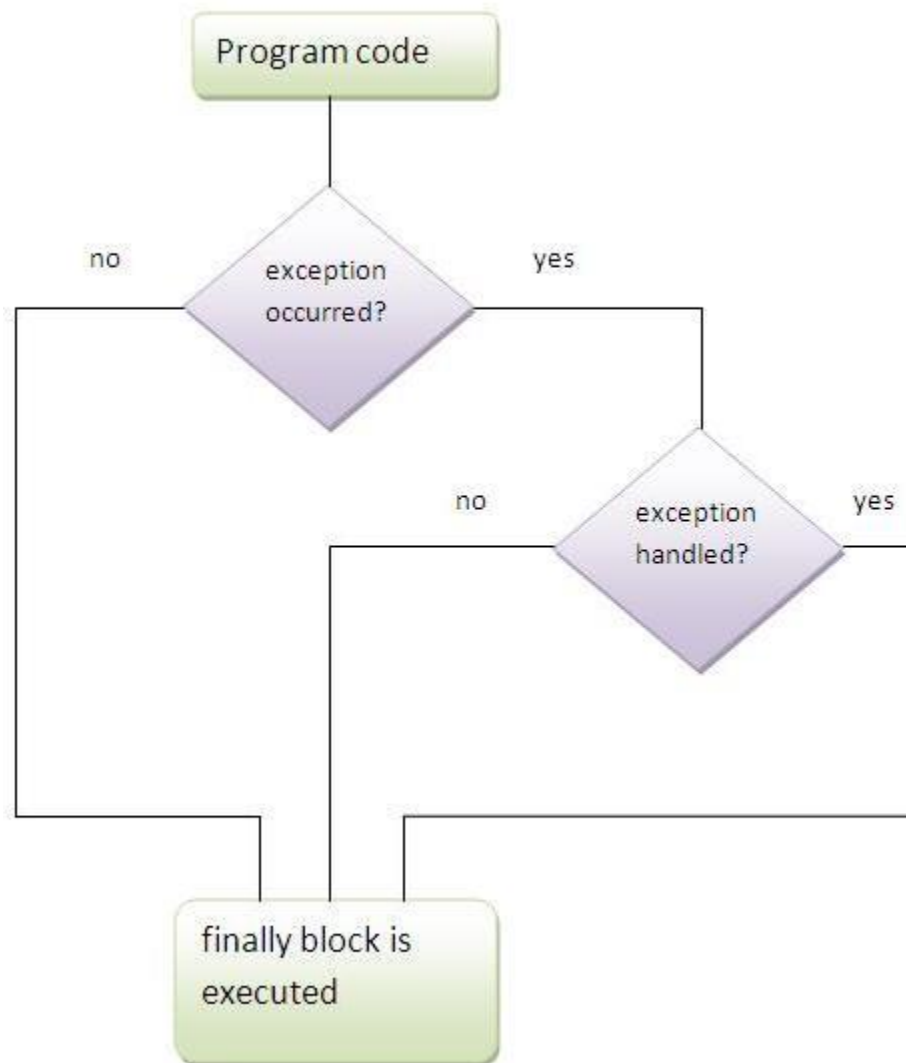 Program code
no
exception
occurred?
yes
no
exception
handled?
yes
finally block is
executed